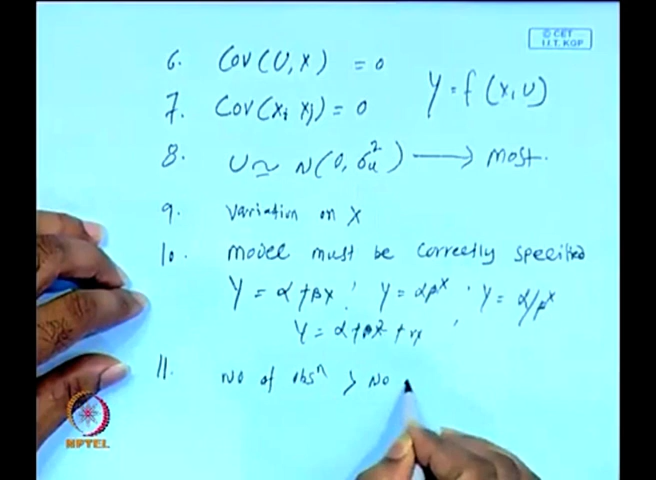 © CET
I.I.T. KGP
6. Cov(U, X) = 0
Y = f(X, U)
7. Cov(Xi Xj) = 0
8. U ≃ N(0, σu²) ⟶ most.
9. Variation on X
10. model must be correctly specified
Y = α + βX , Y = αβ^X , Y = α/β^X
Y = α + βX² + γX ,
11. No of obsⁿ > No
NPTEL